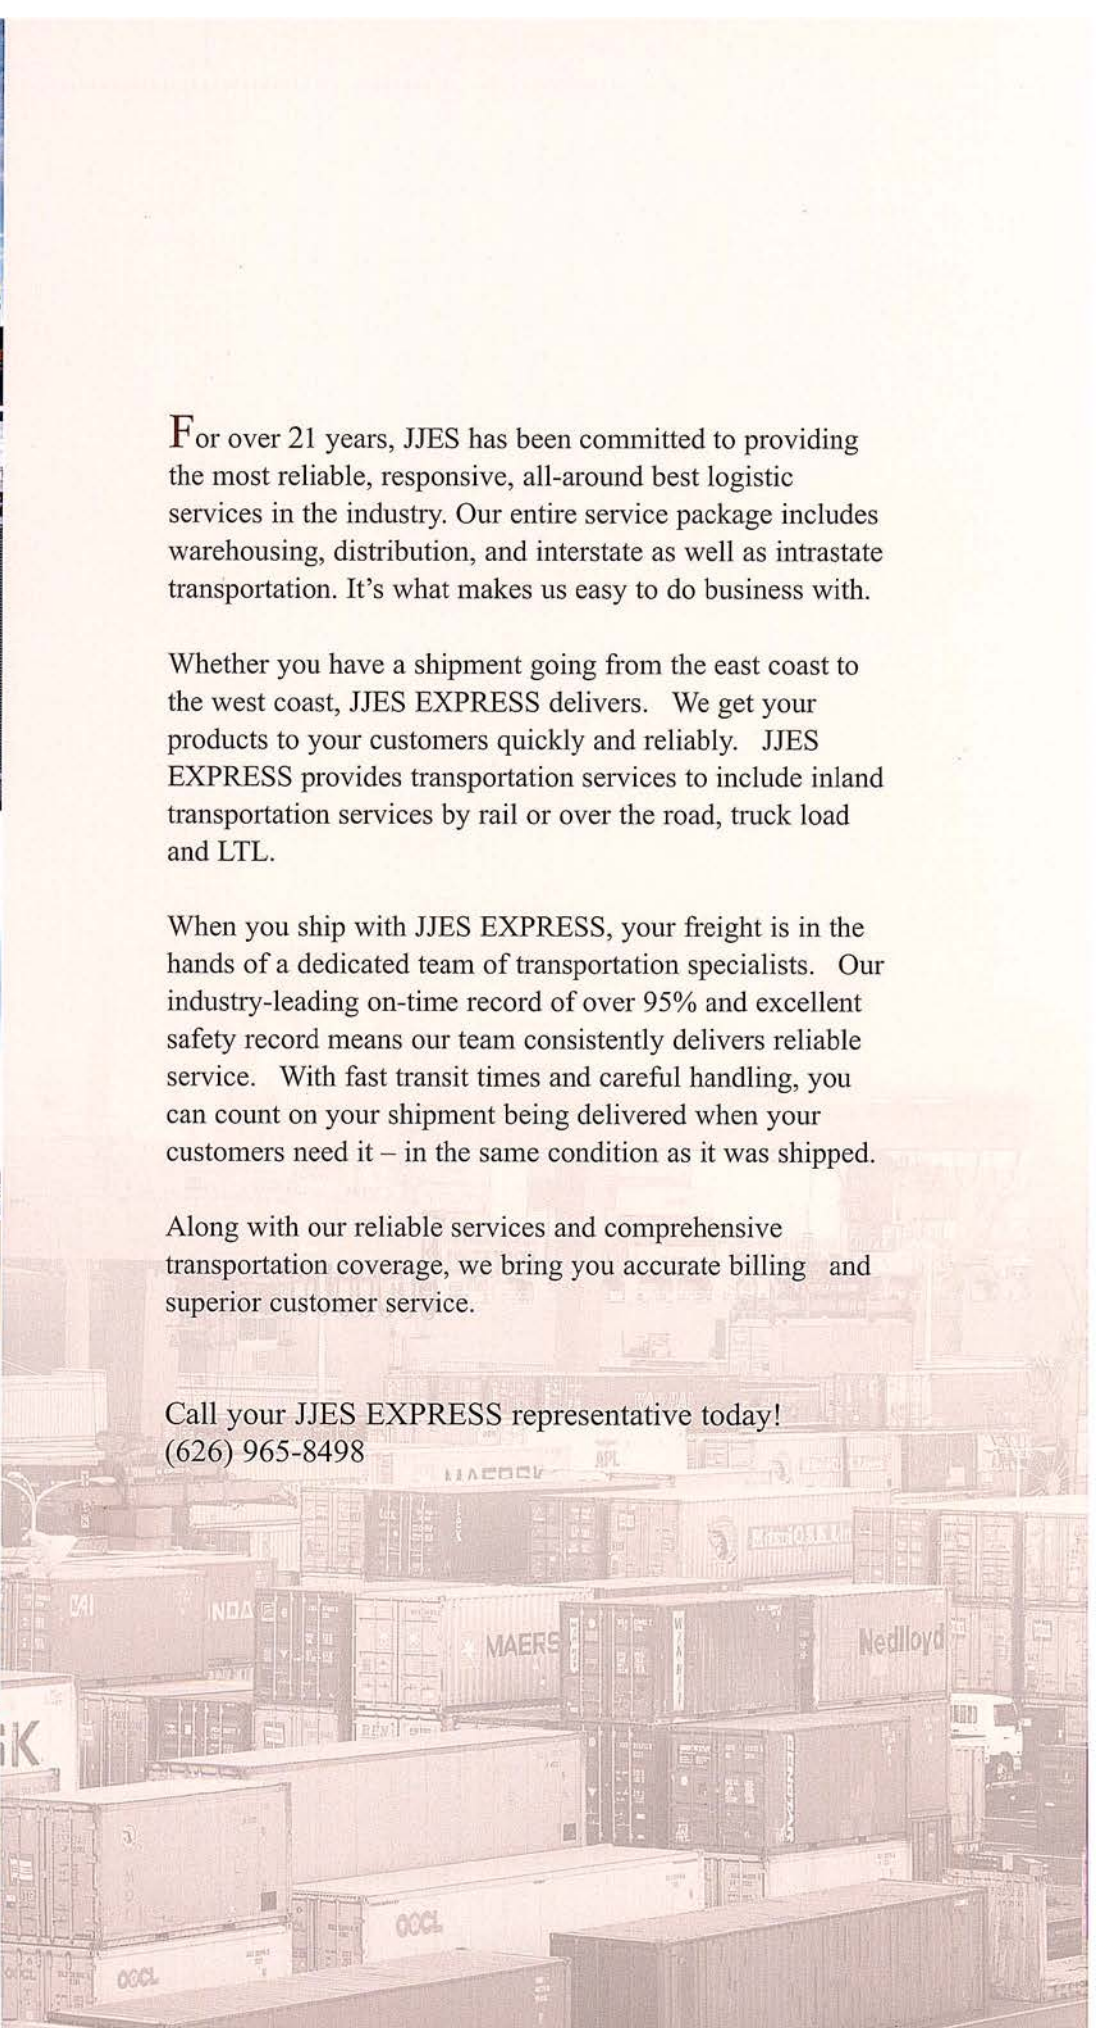 For over 21 years, JJES has been committed to providing
the most reliable, responsive, all-around best logistic
services in the industry. Our entire service package includes
warehousing, distribution, and interstate as well as intrastate
transportation. It’s what makes us easy to do business with.
Whether you have a shipment going from the east coast to
the west coast, JJES EXPRESS delivers.   We get your
products to your customers quickly and reliably.   JJES
EXPRESS provides transportation services to include inland
transportation services by rail or over the road, truck load
and LTL.
When you ship with JJES EXPRESS, your freight is in the
hands of a dedicated team of transportation specialists.   Our
industry-leading on-time record of over 95% and excellent
safety record means our team consistently delivers reliable
service.   With fast transit times and careful handling, you
can count on your shipment being delivered when your
customers need it – in the same condition as it was shipped.
Along with our reliable services and comprehensive
transportation coverage, we bring you accurate billing   and
superior customer service.
Call your JJES EXPRESS representative today!
(626) 965-8498
APL
CAI
MAERS
Nedlloyd
OOCL
OOCL